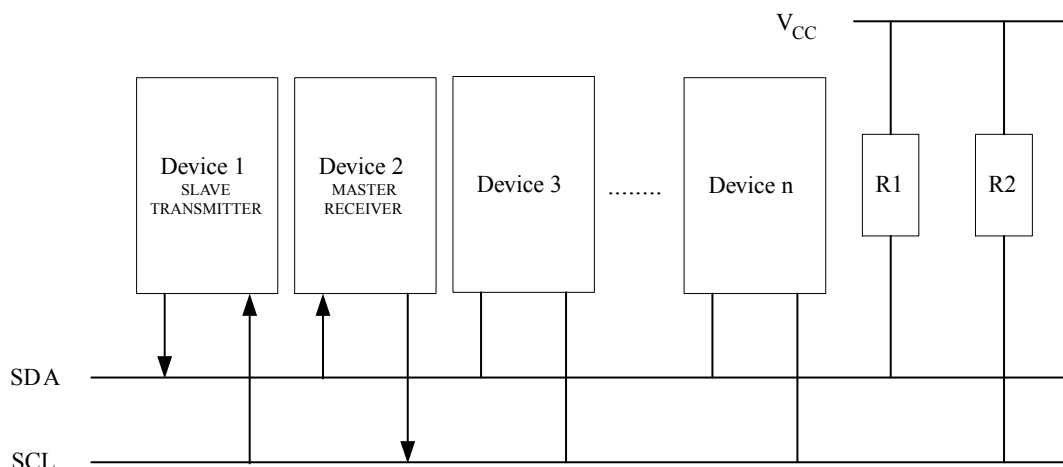 V_CC
Device 1
SLAVE
TRANSMITTER
Device 2
MASTER
RECEIVER
Device 3
........
Device n
R1
R2
SDA
SCL